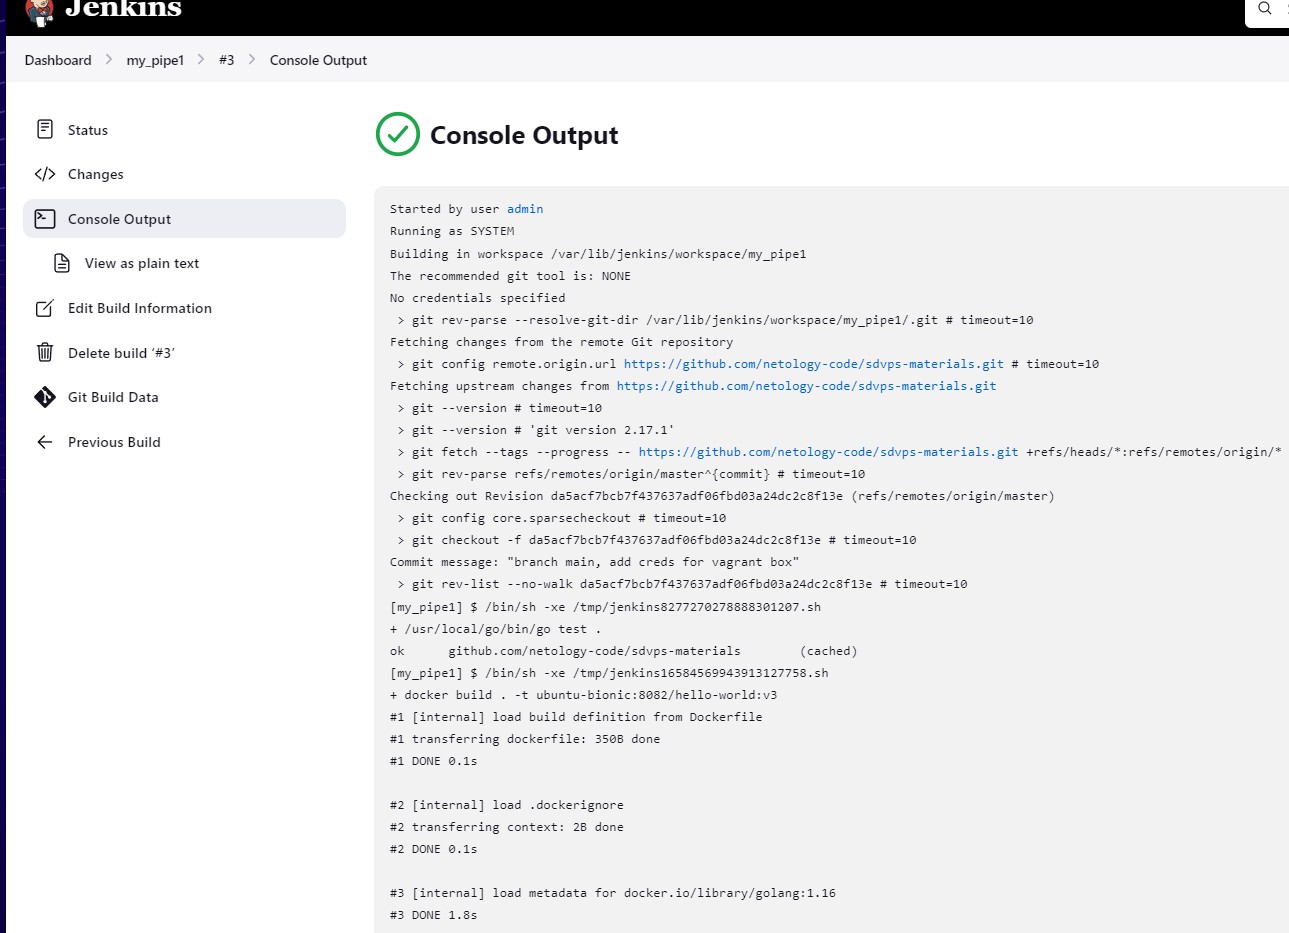 Jenkins
Dashboard > my_pipe1 > #3 > Console Output
Status
Changes
Console Output
View as plain text
Edit Build Information
Delete build ‘#3’
Git Build Data
Previous Build
Console Output
Started by user admin
Running as SYSTEM
Building in workspace /var/lib/jenkins/workspace/my_pipe1
The recommended git tool is: NONE
No credentials specified
> git rev-parse --resolve-git-dir /var/lib/jenkins/workspace/my_pipe1/.git # timeout=10
Fetching changes from the remote Git repository
> git config remote.origin.url https://github.com/netology-code/sdvps-materials.git # timeout=10
Fetching upstream changes from https://github.com/netology-code/sdvps-materials.git
> git --version # timeout=10
> git --version # 'git version 2.17.1'
> git fetch --tags --progress -- https://github.com/netology-code/sdvps-materials.git +refs/heads/*:refs/remotes/origin/*
> git rev-parse refs/remotes/origin/master^{commit} # timeout=10
Checking out Revision da5acf7bcb7f437637adf06fbd03a24dc2c8f13e (refs/remotes/origin/master)
> git config core.sparsecheckout # timeout=10
> git checkout -f da5acf7bcb7f437637adf06fbd03a24dc2c8f13e # timeout=10
Commit message: "branch main, add creds for vagrant box"
> git rev-list --no-walk da5acf7bcb7f437637adf06fbd03a24dc2c8f13e # timeout=10
[my_pipe1] $ /bin/sh -xe /tmp/jenkins8277270278888301207.sh
+ /usr/local/go/bin/go test .
ok github.com/netology-code/sdvps-materials (cached)
[my_pipe1] $ /bin/sh -xe /tmp/jenkins16584569943913127758.sh
+ docker build . -t ubuntu-bionic:8082/hello-world:v3
#1 [internal] load build definition from Dockerfile
#1 transferring dockerfile: 350B done
#1 DONE 0.1s
#2 [internal] load .dockerignore
#2 transferring context: 2B done
#2 DONE 0.1s
#3 [internal] load metadata for docker.io/library/golang:1.16
#3 DONE 1.8s